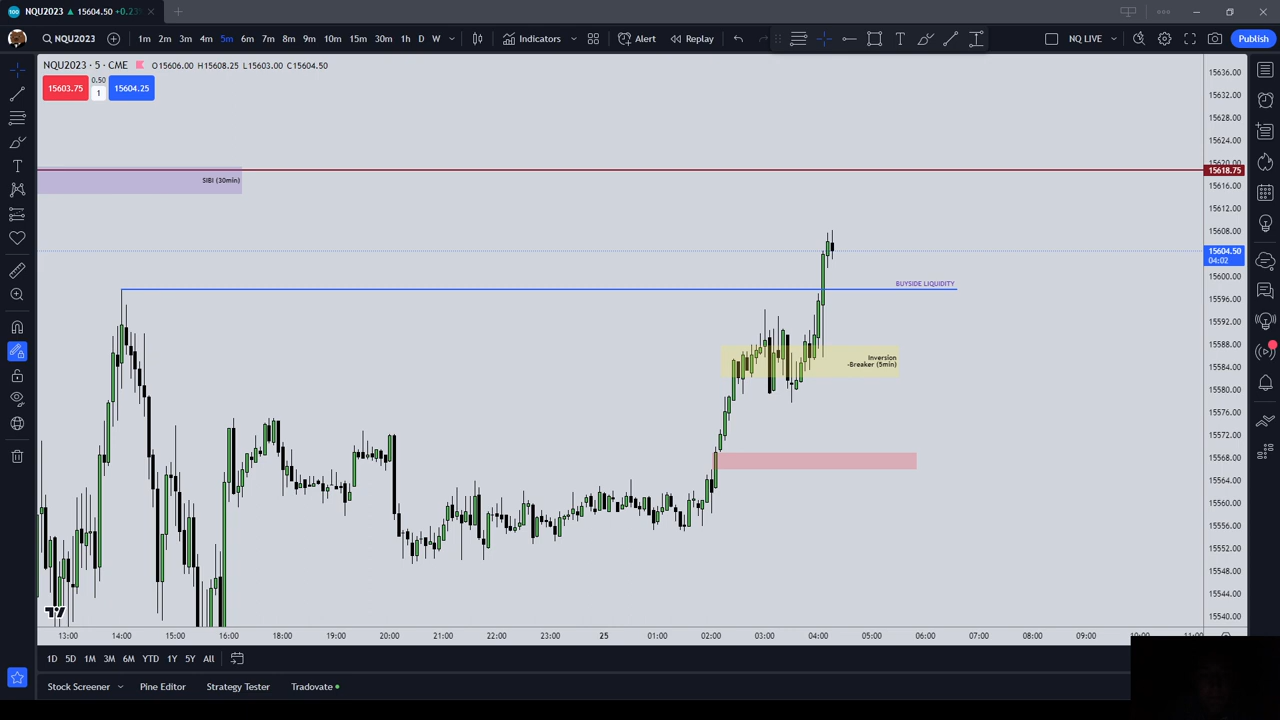 NQU2023 ▲ 15604.50 +0.23
NQU2023 1m 2m 3m 4m 5m 6m 7m 8m 9m 10m 15m 30m 1h D W Indicators Alert Replay NQ LIVE Publish
NQU2023 · 5 · CME O15606.00 H15608.25 L15603.00 C15604.50
15603.75 0.50 1 15604.25
15636.00
15632.00
15628.00
15624.00
15620.00
15618.75
15616.00
15612.00
15608.00
15604.50
04:02
15600.00
15596.00
15592.00
15588.00
15584.00
15580.00
15576.00
15572.00
15568.00
15564.00
15560.00
15556.00
15552.00
15548.00
15544.00
15540.00
SIBI (30min)
BUYSIDE LIQUIDITY
Inversion
-Breaker (5min)
13:00 14:00 15:00 16:00 18:00 19:00 20:00 21:00 22:00 23:00 25 01:00 02:00 03:00 04:00 05:00 06:00 07:00 08:00 09:00 10:00
1D 5D 1M 3M 6M YTD 1Y 5Y All
Stock Screener Pine Editor Strategy Tester Tradovate